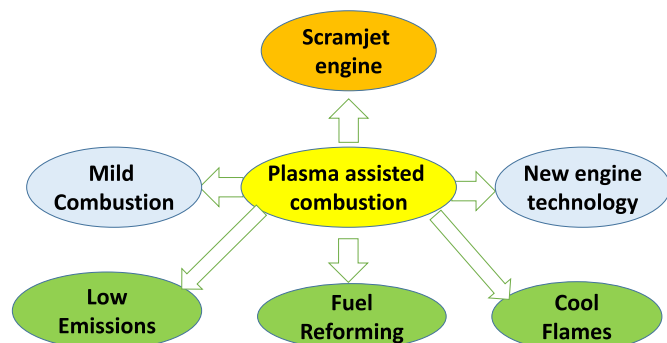 Scramjet
engine
Mild
Combustion
Plasma assisted
combustion
New engine
technology
Low
Emissions
Fuel
Reforming
Cool
Flames